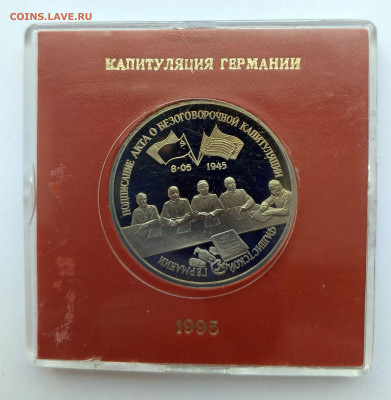 COINS.LAVE.RU
КАПИТУЛЯЦИЯ ГЕРМАНИИ
ПОДПИСАНИЕ АКТА О БЕЗОГОВОРОЧНОЙ КАПИТУЛЯЦИИ
8·05 1945
ФАШИСТСКОЙ
ГЕРМАНИИ
1995